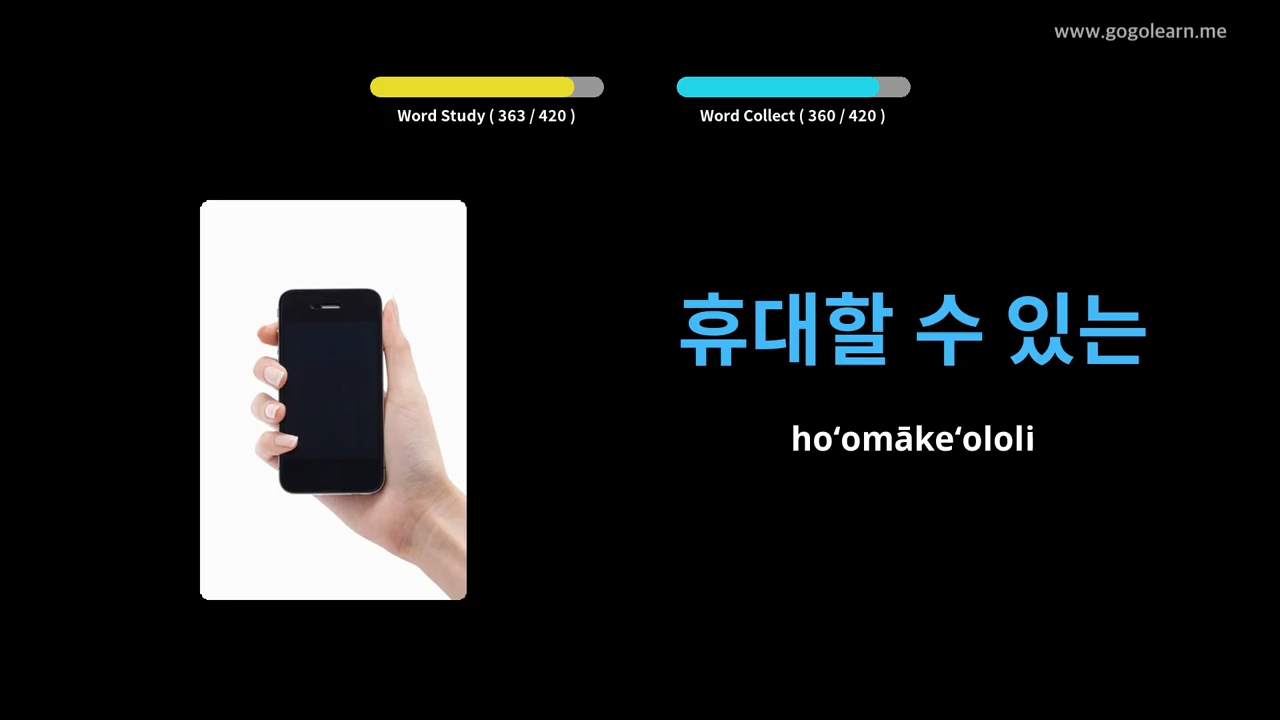 www.gogolearn.me
Word Study ( 363 / 420 )
Word Collect ( 360 / 420 )
휴대할 수 있는
hoʻomākeʻololi